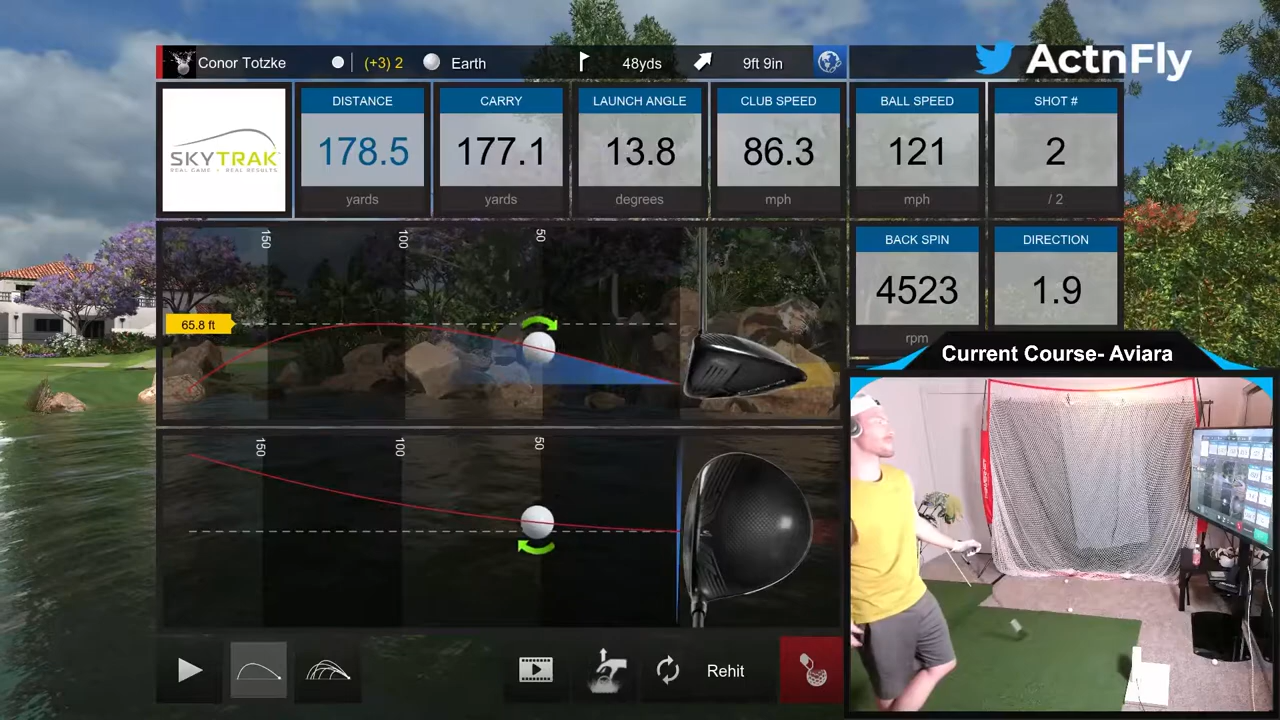 Conor Totzke (+3) 2 Earth 48yds 9ft 9in
ActnFly
SKYTRAK
REAL GAME · REAL RESULTS
DISTANCE
178.5
yards
CARRY
177.1
yards
LAUNCH ANGLE
13.8
degrees
CLUB SPEED
86.3
mph
BALL SPEED
121
mph
SHOT #
2
/ 2
BACK SPIN
4523
rpm
DIRECTION
1.9
150 100 50
65.8 ft
Current Course- Aviara
150 100 50
Rehit